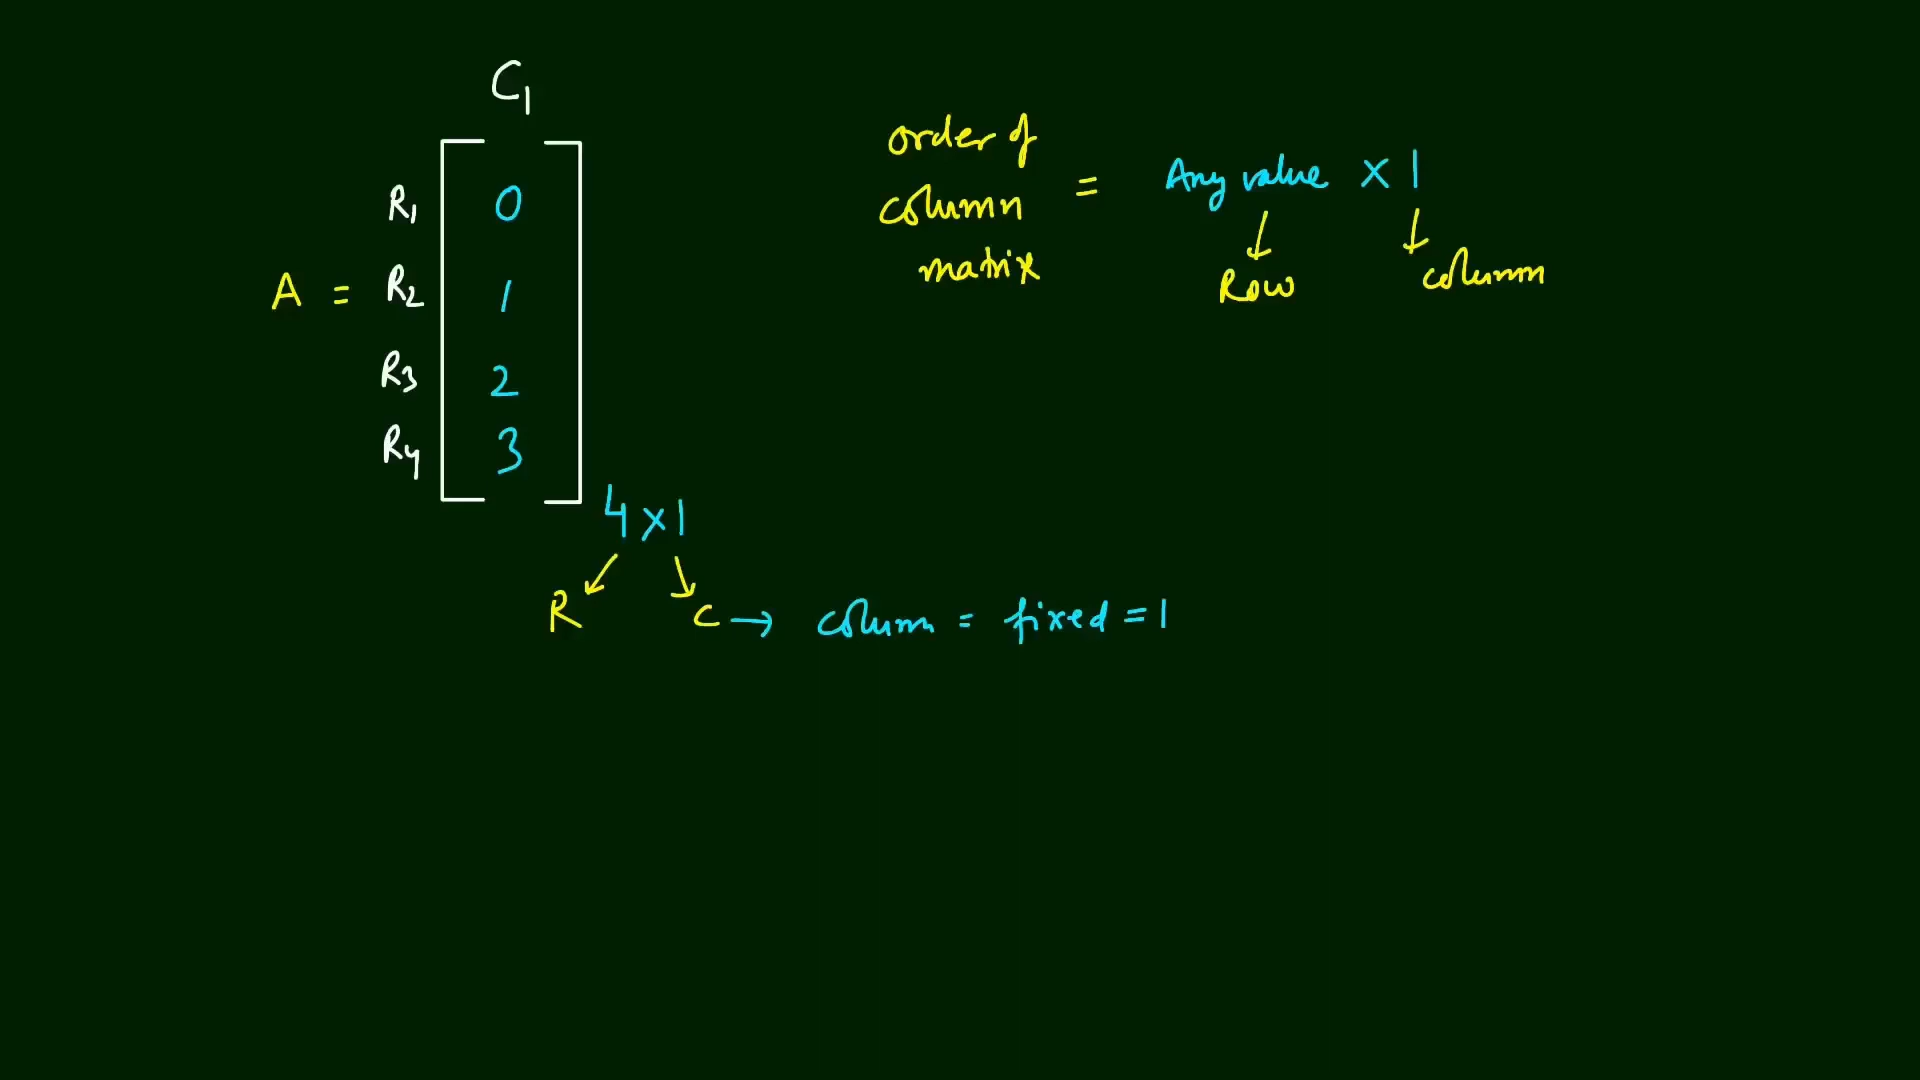 C₁
R₁ 0
A = R₂ 1
R₃ 2
R₄ 3
4 × 1
R C → column = fixed = 1
order of
column
matrix
= Any value × 1
Row column